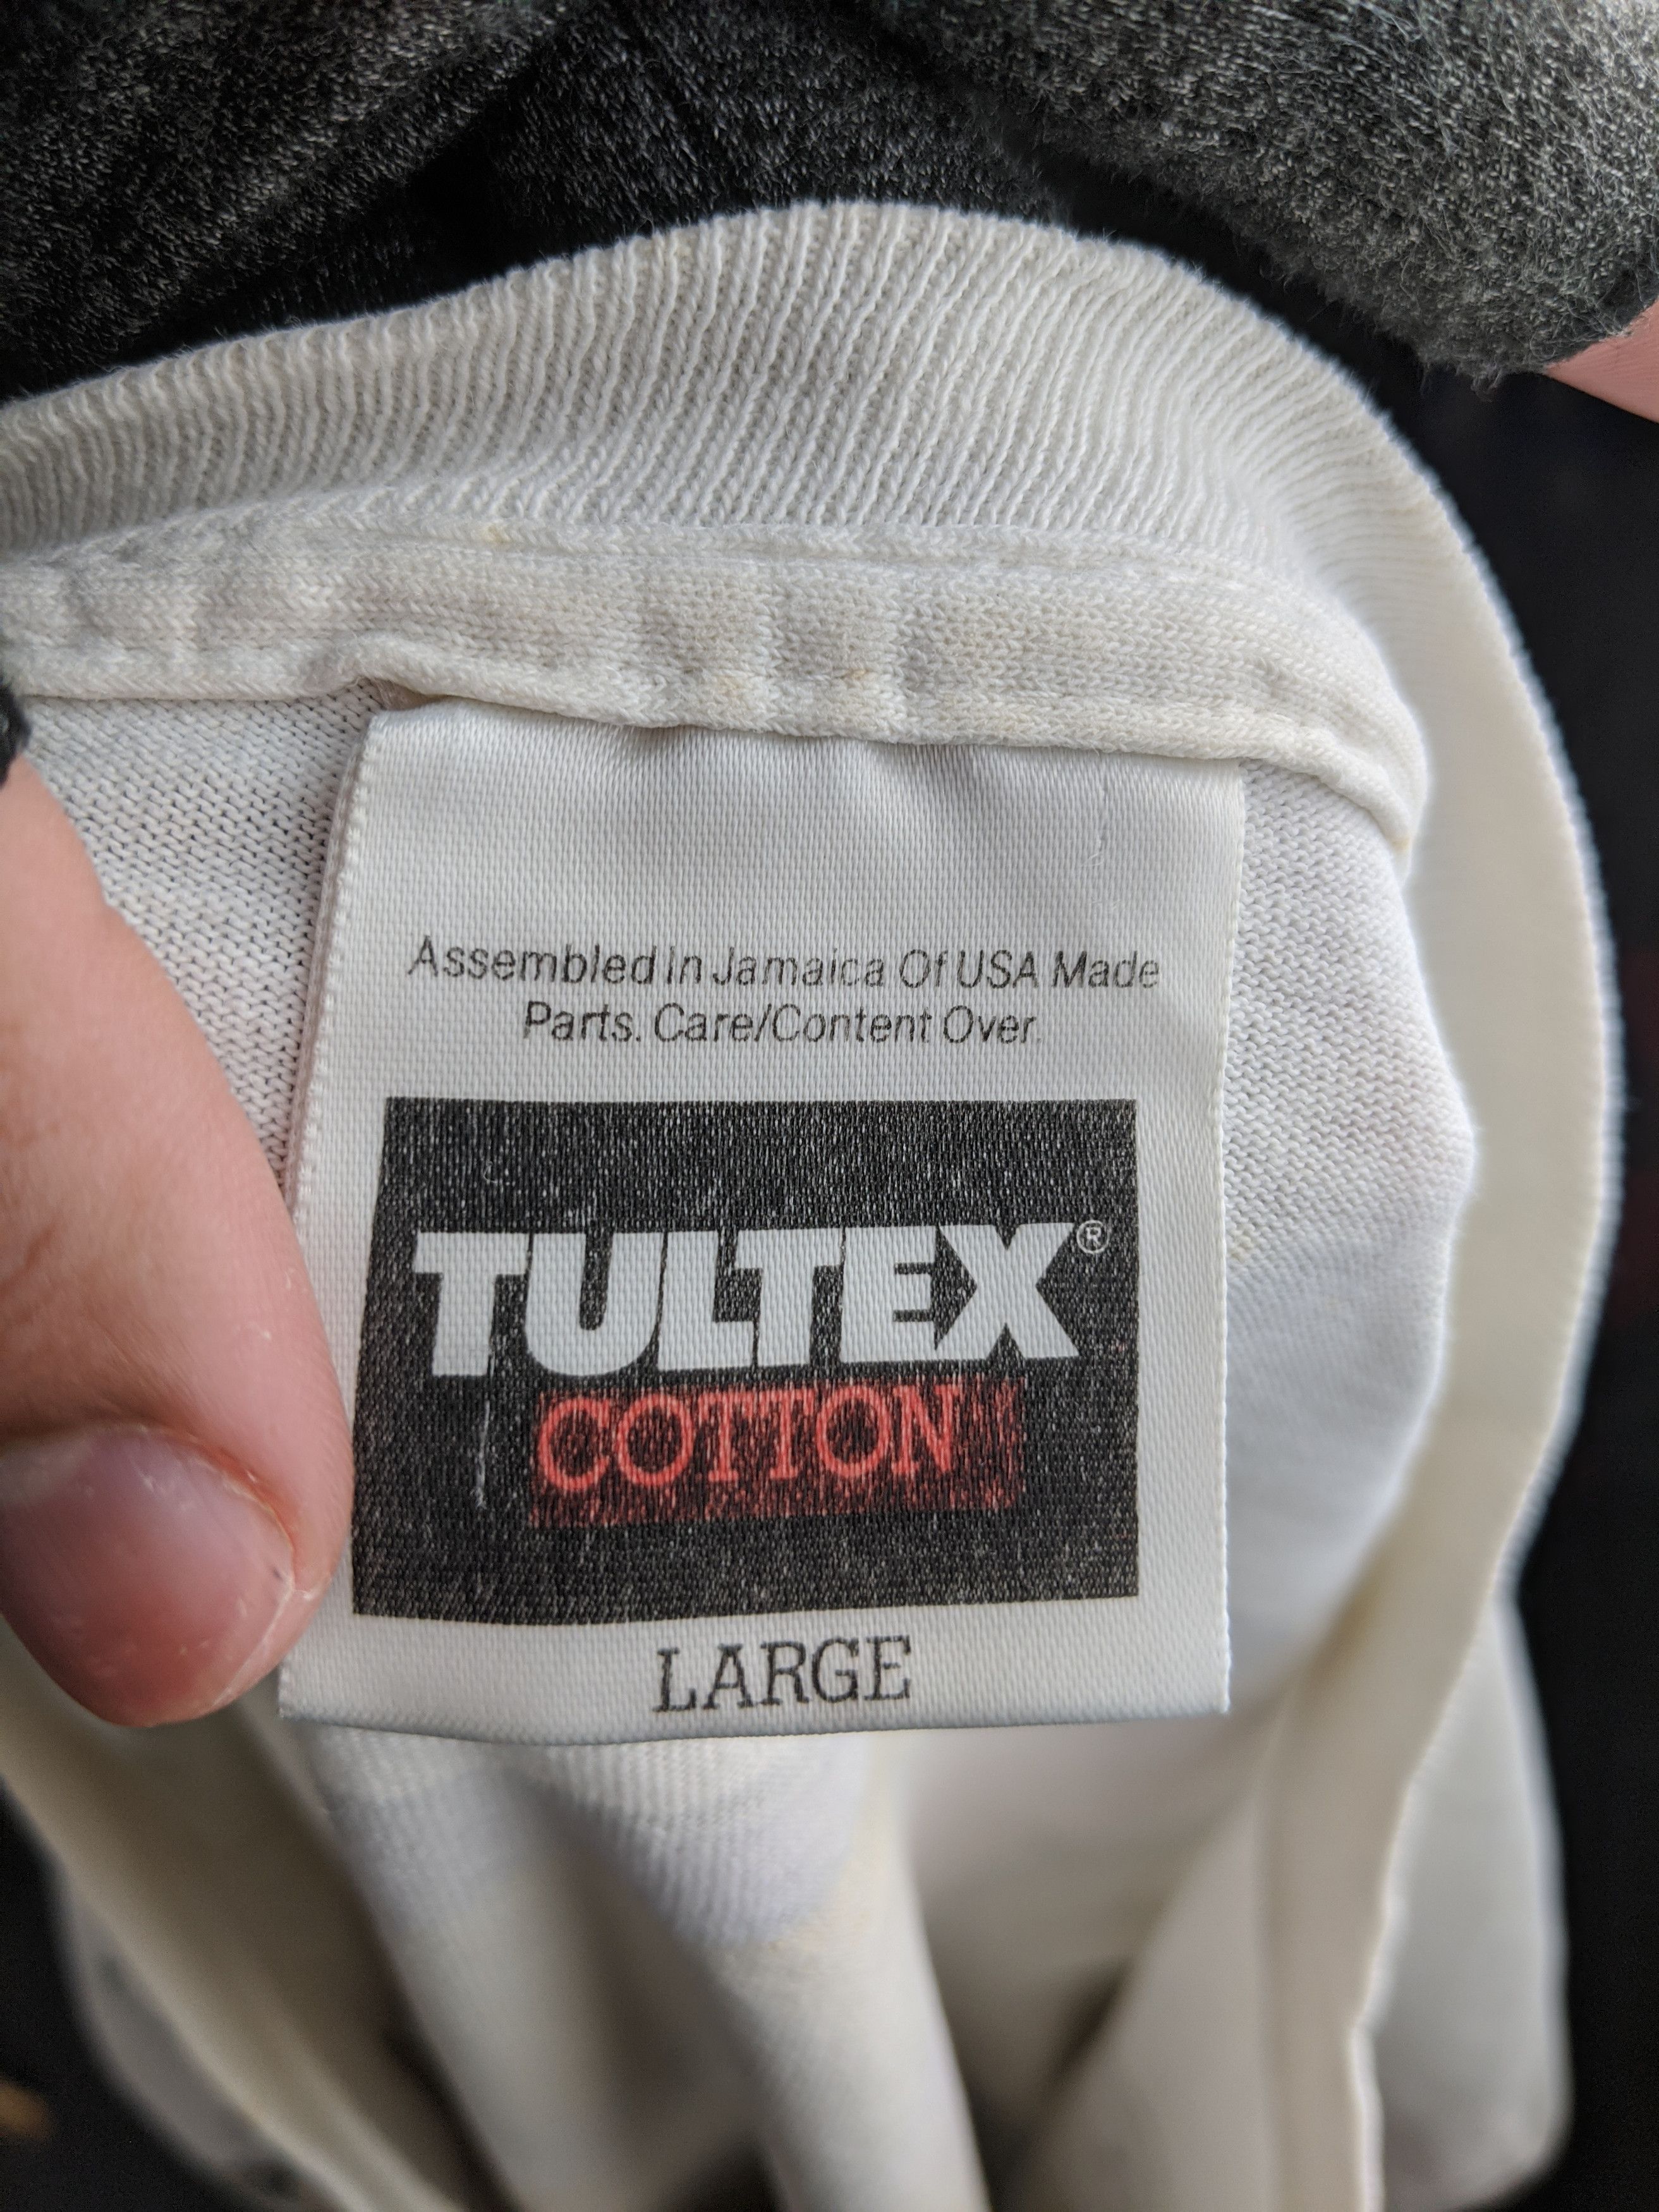 Assembled In Jamaica Of USA Made
Parts. Care/Content Over.
TULTEX®
COTTON
LARGE